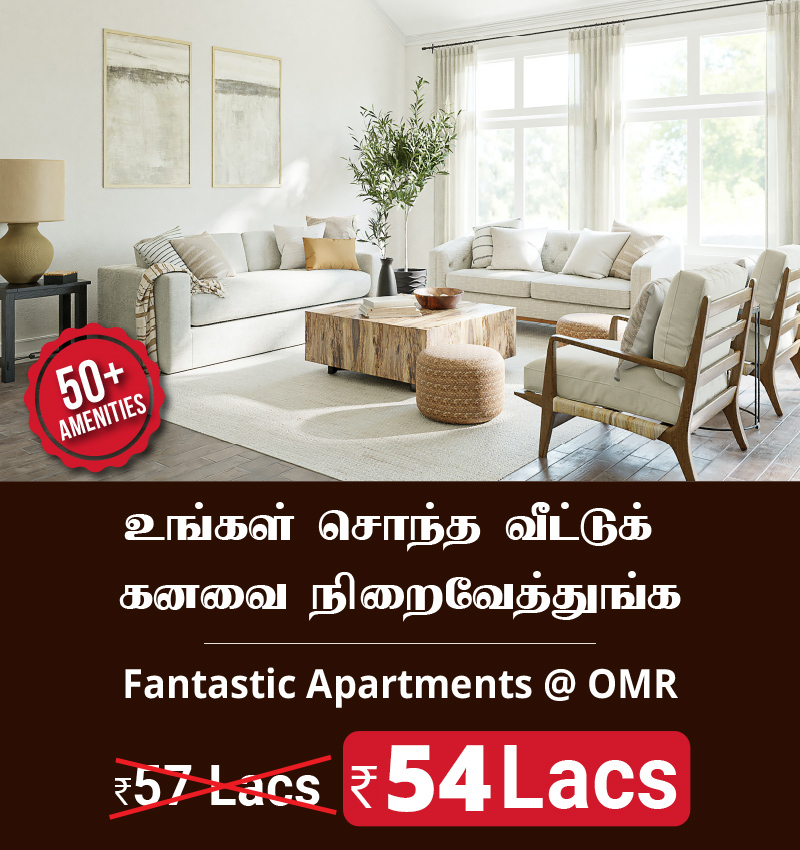 50+
AMENITIES
உங்கள் சொந்த வீட்டுக்
கனவை நிறைவேத்துங்க
Fantastic Apartments @ OMR
₹57 Lacs
₹54 Lacs